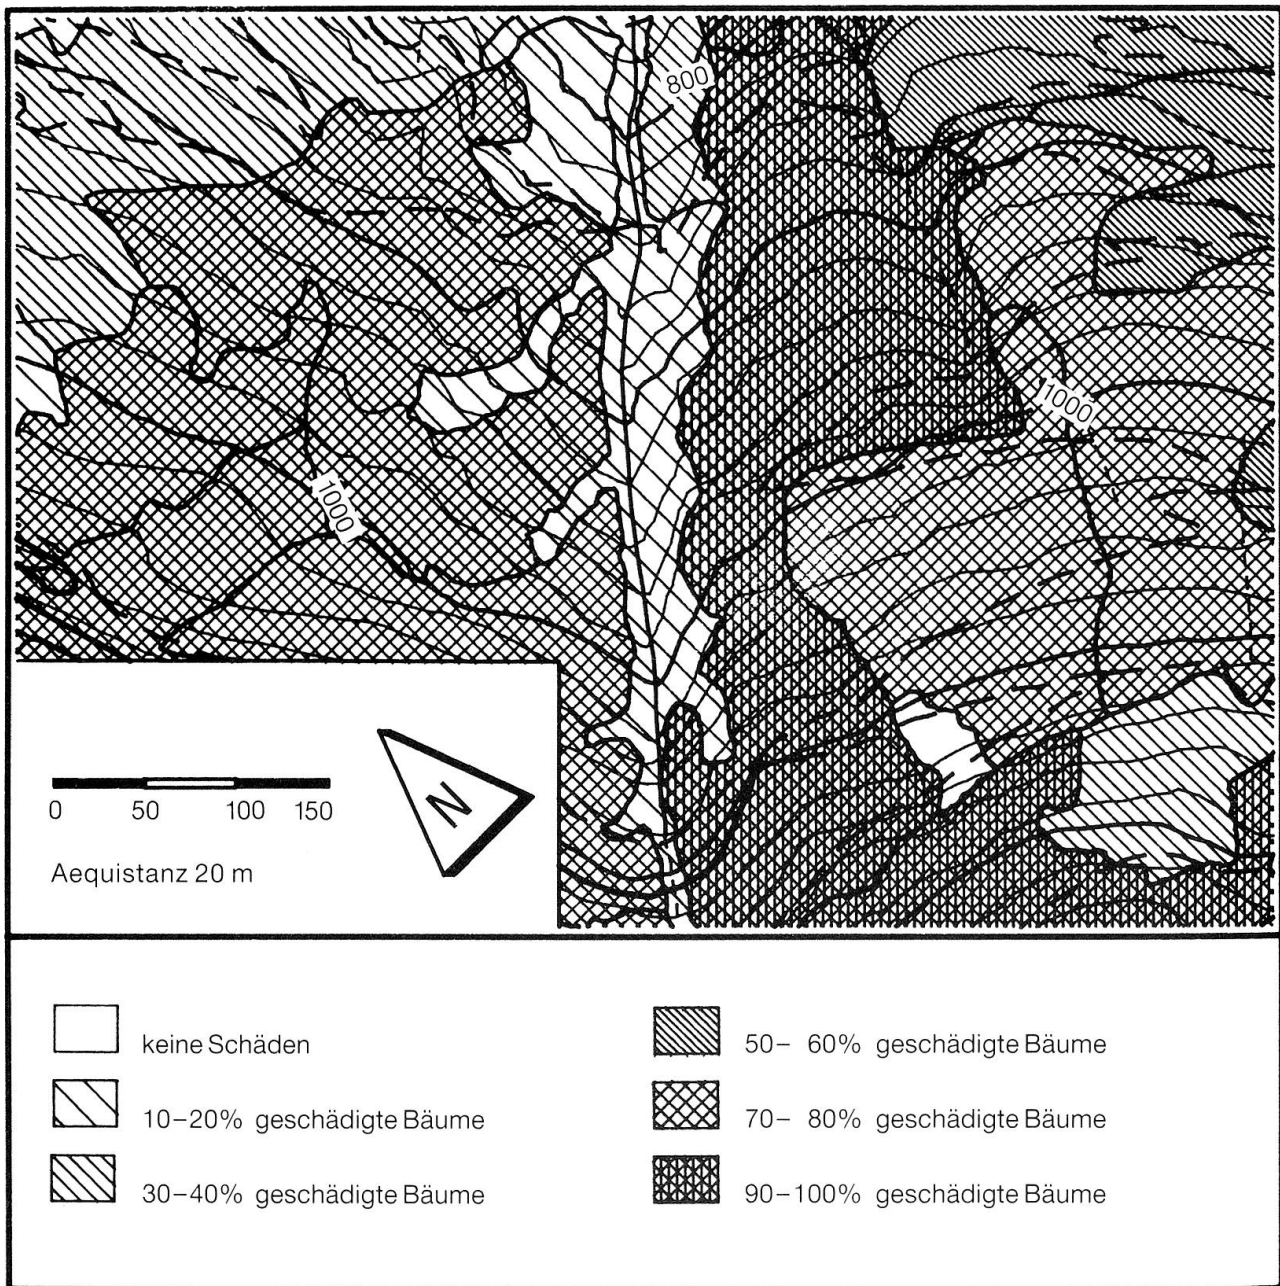 800
1000
1000
0 50 100 150
N
Aequistanz 20 m
keine Schäden
10–20% geschädigte Bäume
30–40% geschädigte Bäume
50– 60% geschädigte Bäume
70– 80% geschädigte Bäume
90–100% geschädigte Bäume